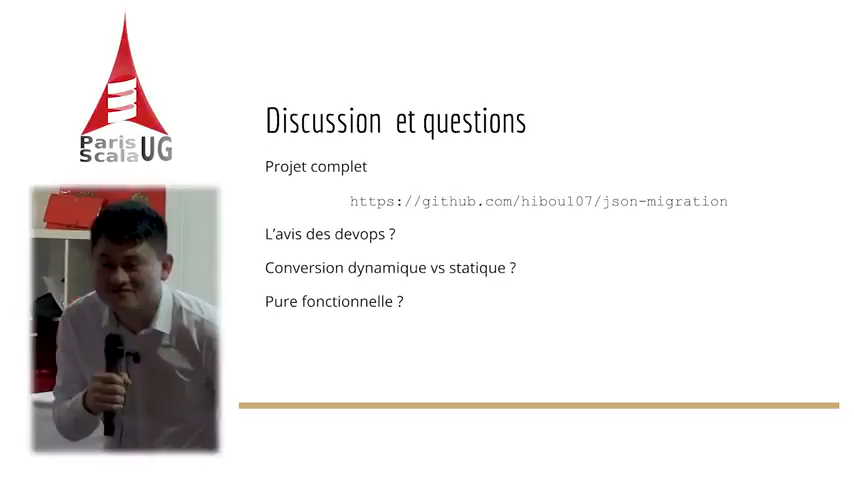 Paris
Scala UG
Discussion et questions
Projet complet
https://github.com/hibou107/json-migration
L'avis des devops ?
Conversion dynamique vs statique ?
Pure fonctionnelle ?